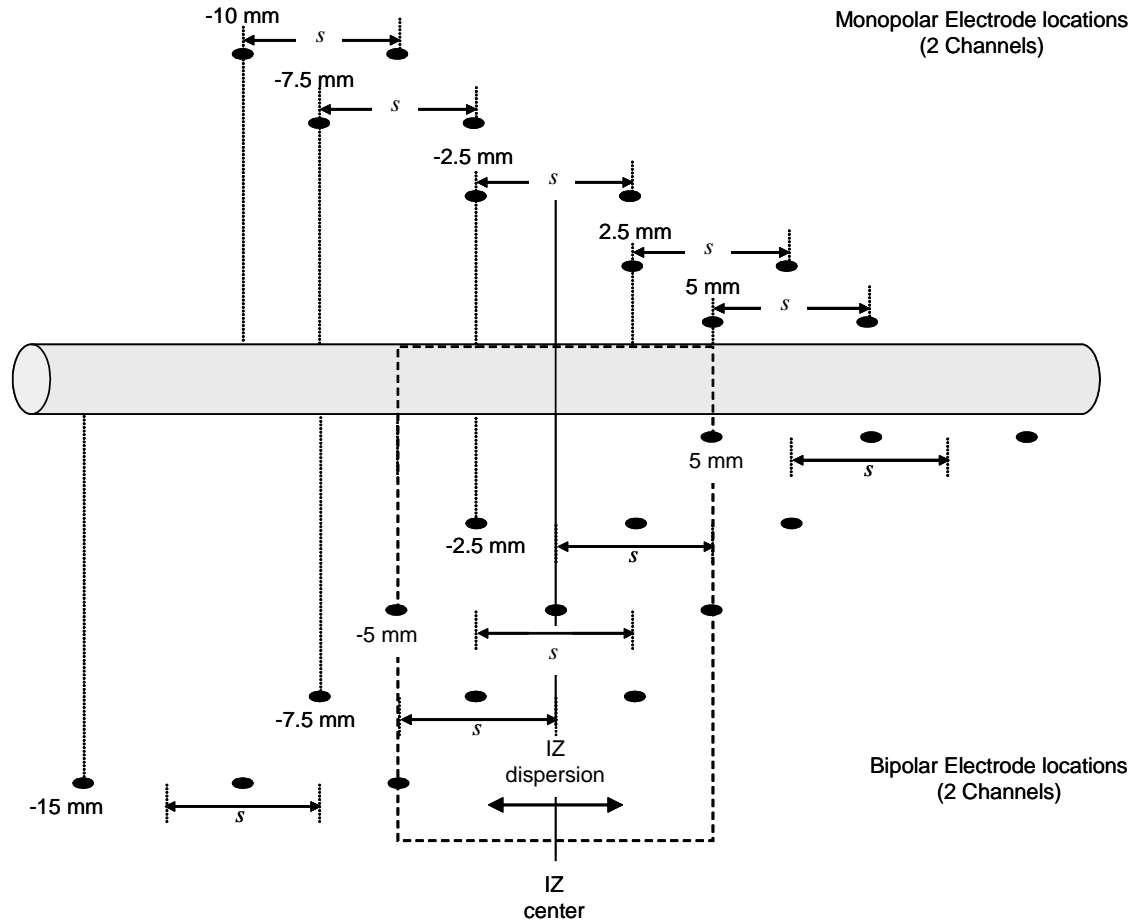 -10 mm
Monopolar Electrode locations
(2 Channels)
s
-7.5 mm
s
-2.5 mm
s
2.5 mm
s
5 mm
s
5 mm
s
-2.5 mm
s
-5 mm
s
-7.5 mm
s
IZ
dispersion
Bipolar Electrode locations
(2 Channels)
-15 mm
s
IZ
center